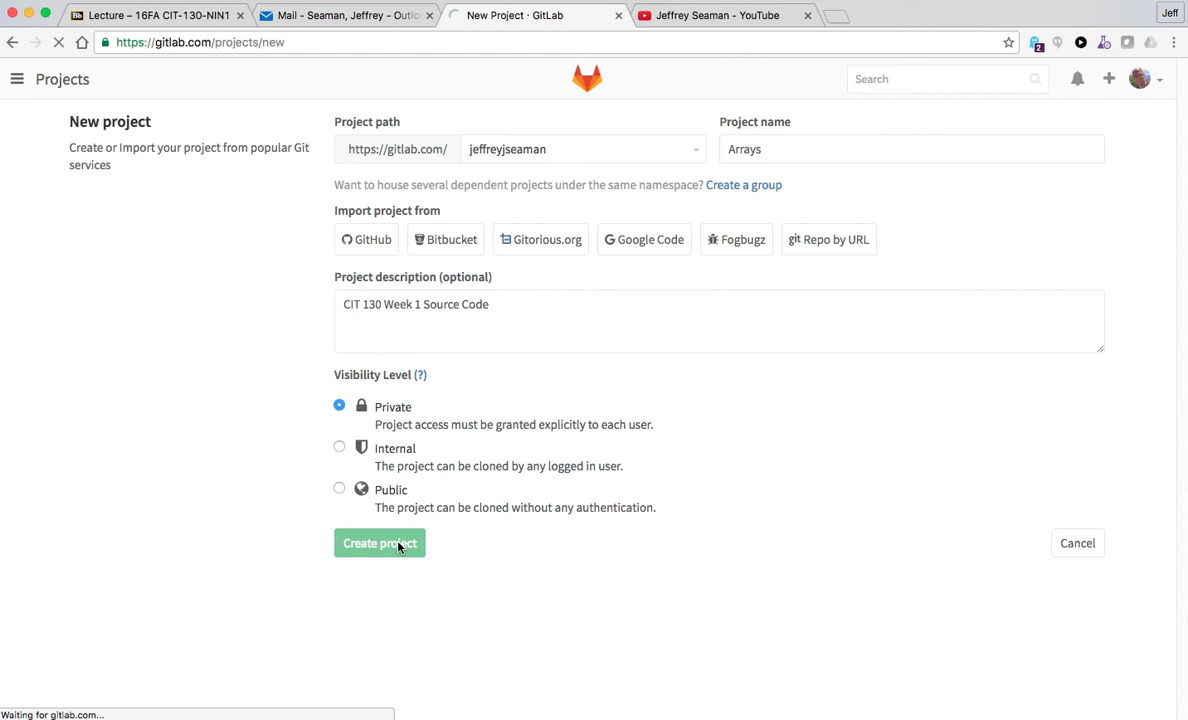 Lecture – 16FA CIT-130-NIN1
Mail - Seaman, Jeffrey - Outlo
New Project · GitLab
Jeffrey Seaman - YouTube
Jeff
https://gitlab.com/projects/new
2
Projects
Search
New project
Create or Import your project from popular Git
services
Project path
Project name
https://gitlab.com/
jeffreyjseaman
Arrays
Want to house several dependent projects under the same namespace? Create a group
Import project from
GitHub
Bitbucket
Gitorious.org
Google Code
Fogbugz
git Repo by URL
Project description (optional)
CIT 130 Week 1 Source Code
Visibility Level (?)
Private
Project access must be granted explicitly to each user.
Internal
The project can be cloned by any logged in user.
Public
The project can be cloned without any authentication.
Create project
Cancel
Waiting for gitlab.com...